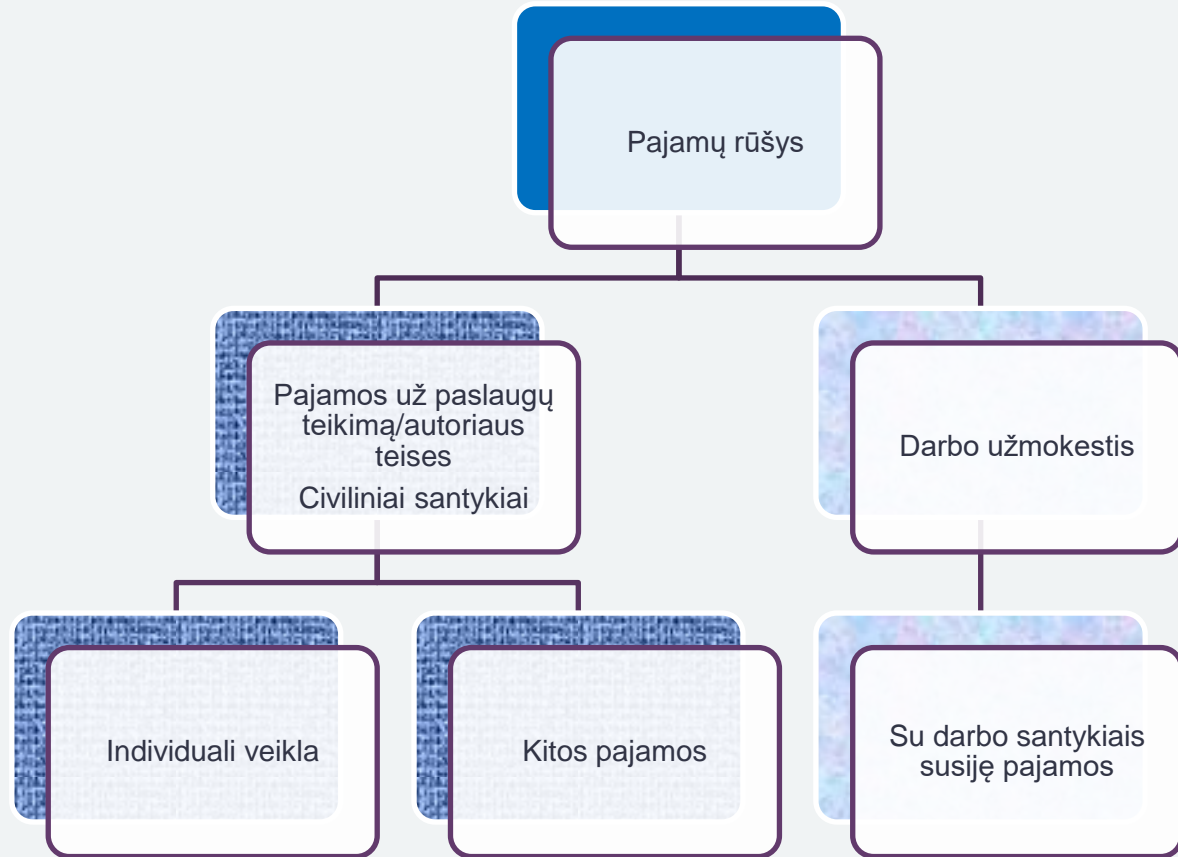 Pajamų rūšys
Pajamos už paslaugų
teikimą/autoriaus
teises
Civiliniai santykiai
Darbo užmokestis
Individuali veikla
Kitos pajamos
Su darbo santykiais
susiję pajamos